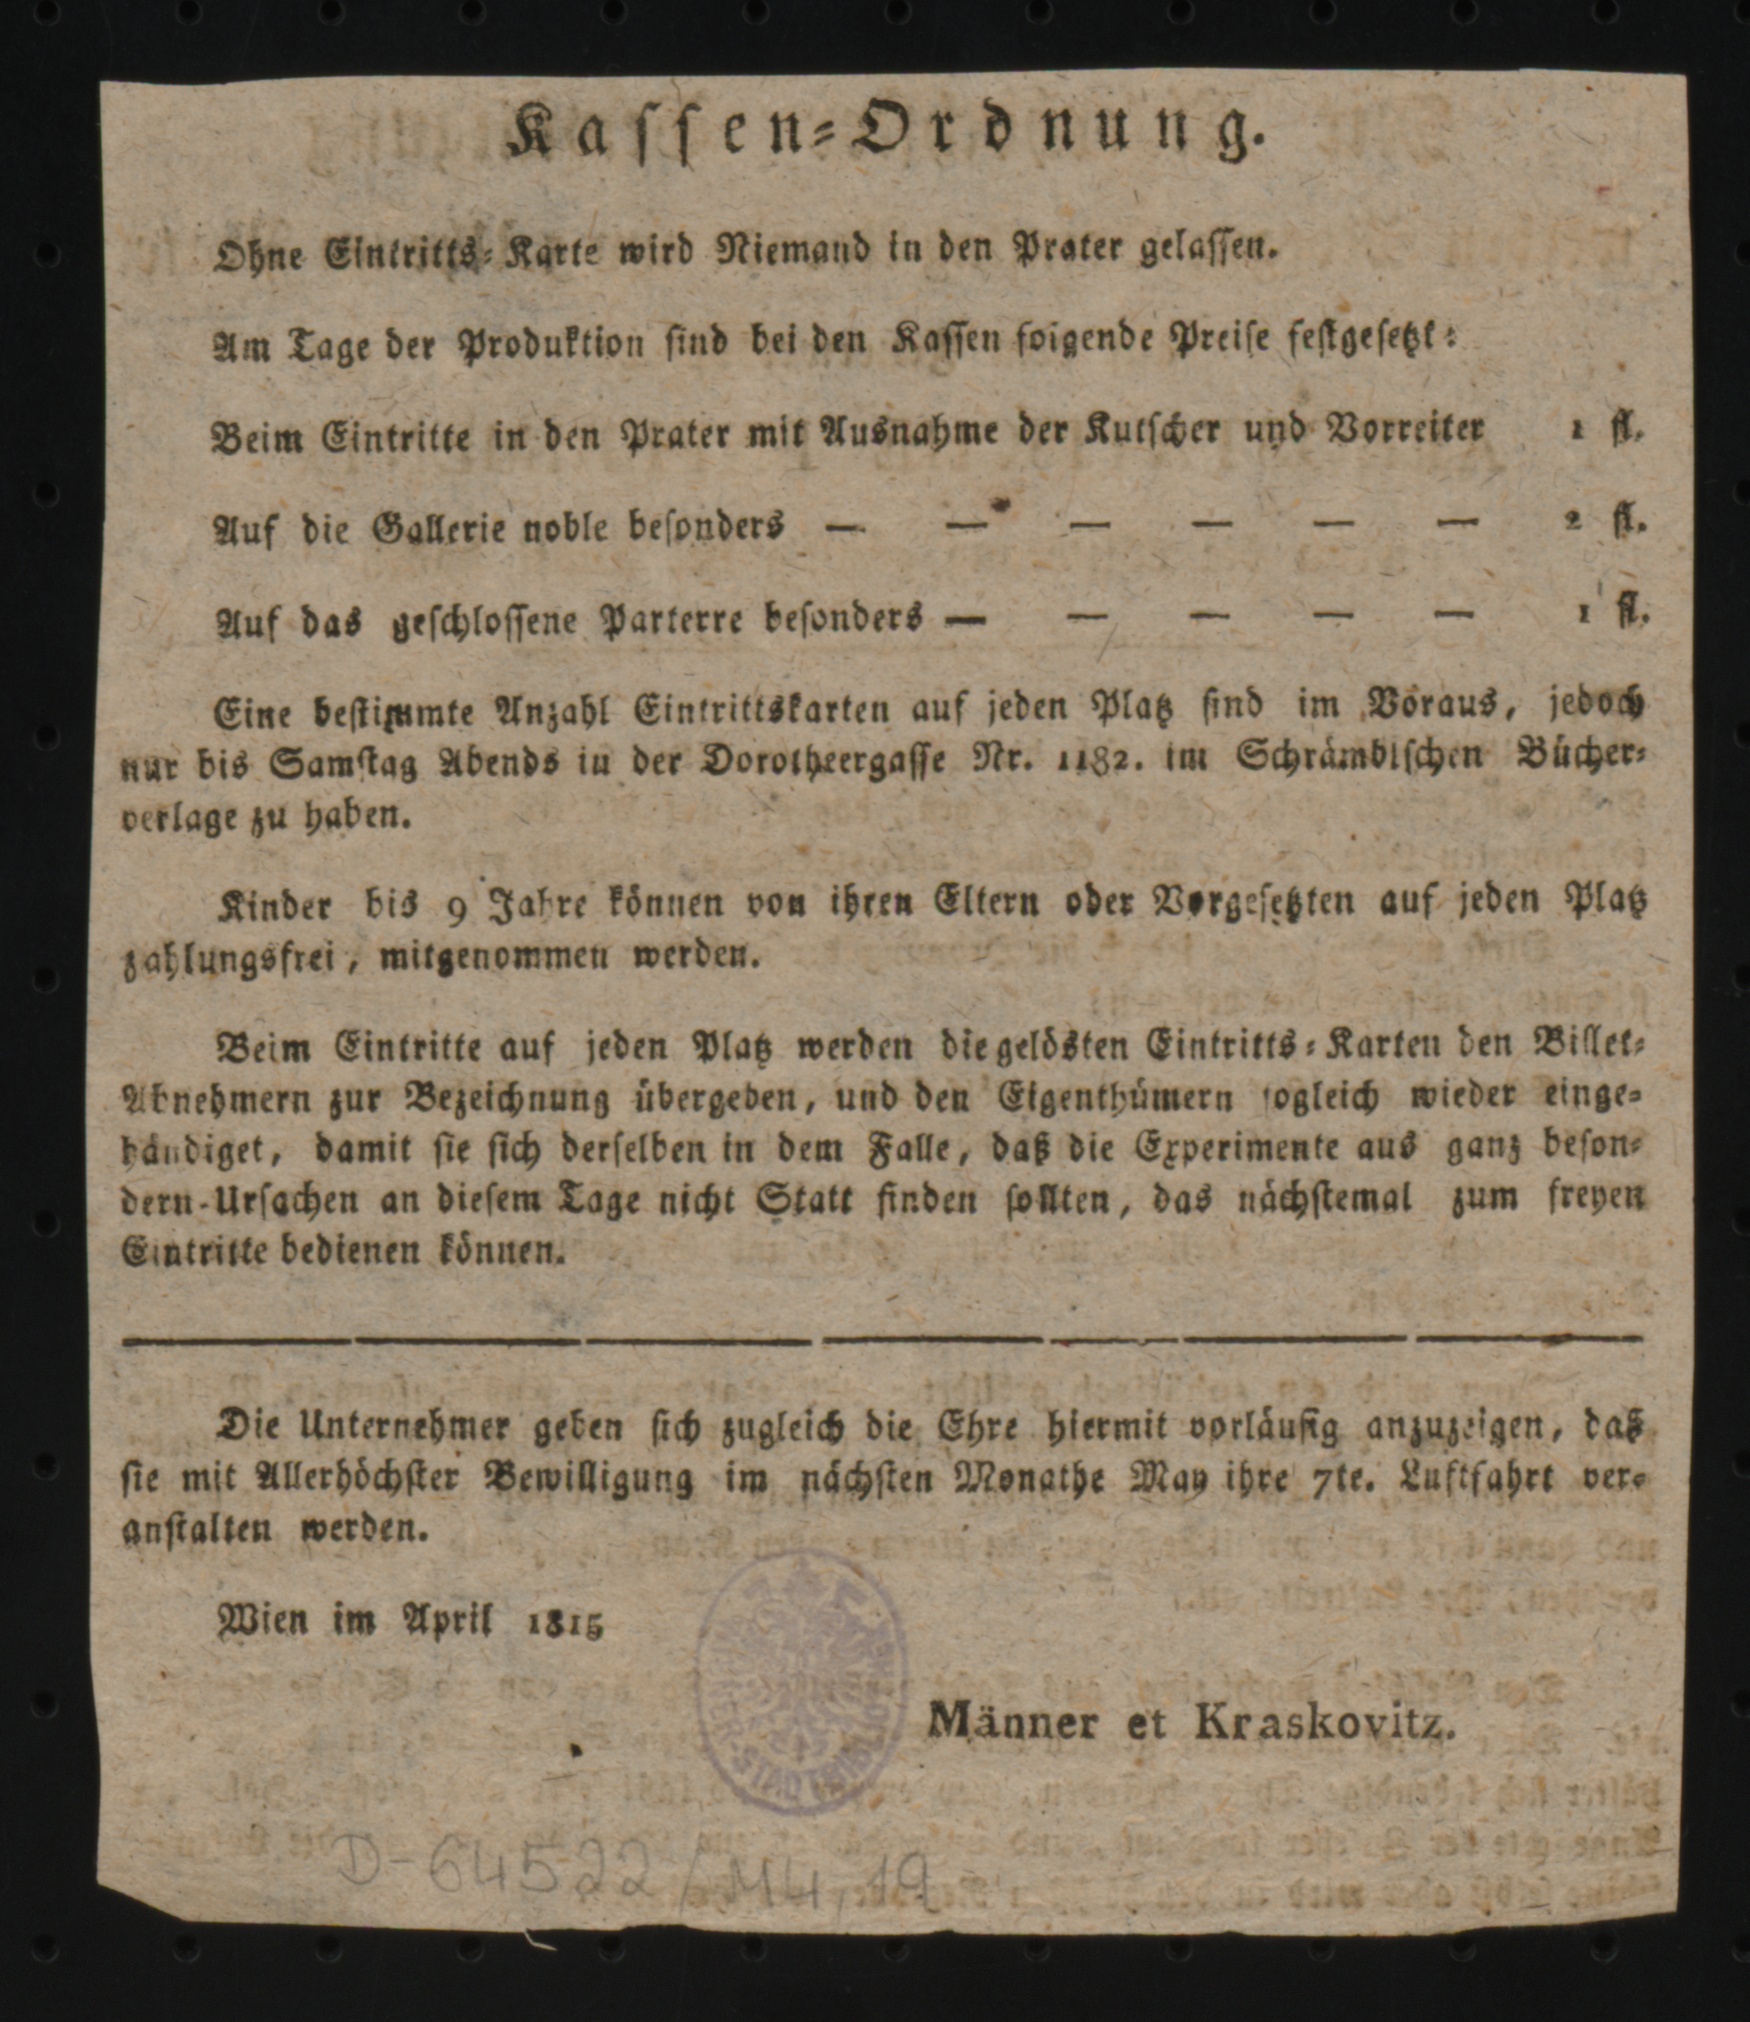 Kassen-Ordnung.
Ohne Eintritts-Karte wird Niemand in den Prater gelassen.
Am Tage der Produktion sind bei den Kassen folgende Preise festgesetzt:
Beim Eintritte in den Prater mit Ausnahme der Kutscher und Vorreiter 1 fl.
Auf die Gallerie noble besonders — — — — — — 2 fl.
Auf das geschlossene Parterre besonders — — — — — 1 fl.
Eine bestimmte Anzahl Eintrittskarten auf jeden Platz sind im Voraus, jedoch
nur bis Samstag Abends in der Dorotheergasse Nr. 1182. im Schrämblschen Bücher-
verlage zu haben.
Kinder bis 9 Jahre können von ihren Eltern oder Vorgesetzten auf jeden Platz
zahlungsfrei, mitgenommen werden.
Beim Eintritte auf jeden Platz werden die gelösten Eintritts-Karten den Billet-
Abnehmern zur Bezeichnung übergeben, und den Eigenthümern sogleich wieder einge-
händiget, damit sie sich derselben in dem Falle, daß die Experimente aus ganz beson-
dern Ursachen an diesem Tage nicht Statt finden sollten, das nächstemal zum freyen
Eintritte bedienen können.
Die Unternehmer geben sich zugleich die Ehre hiermit vorläufig anzuzeigen, daß
sie mit Allerhöchster Bewilligung im nächsten Monathe May ihre 7te. Luftfahrt ver-
anstalten werden.
Wien im April 1815
Männer et Kraskovitz.
D-64522/M4,19